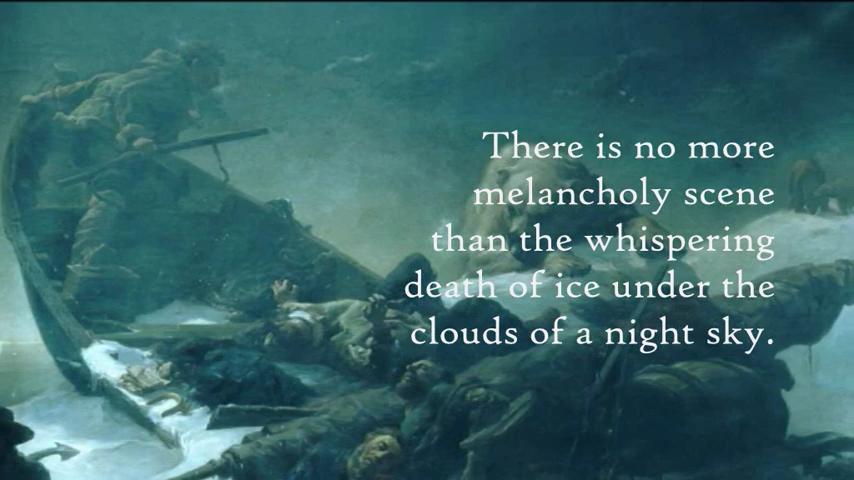 There is no more
melancholy scene
than the whispering
death of ice under the
clouds of a night sky.